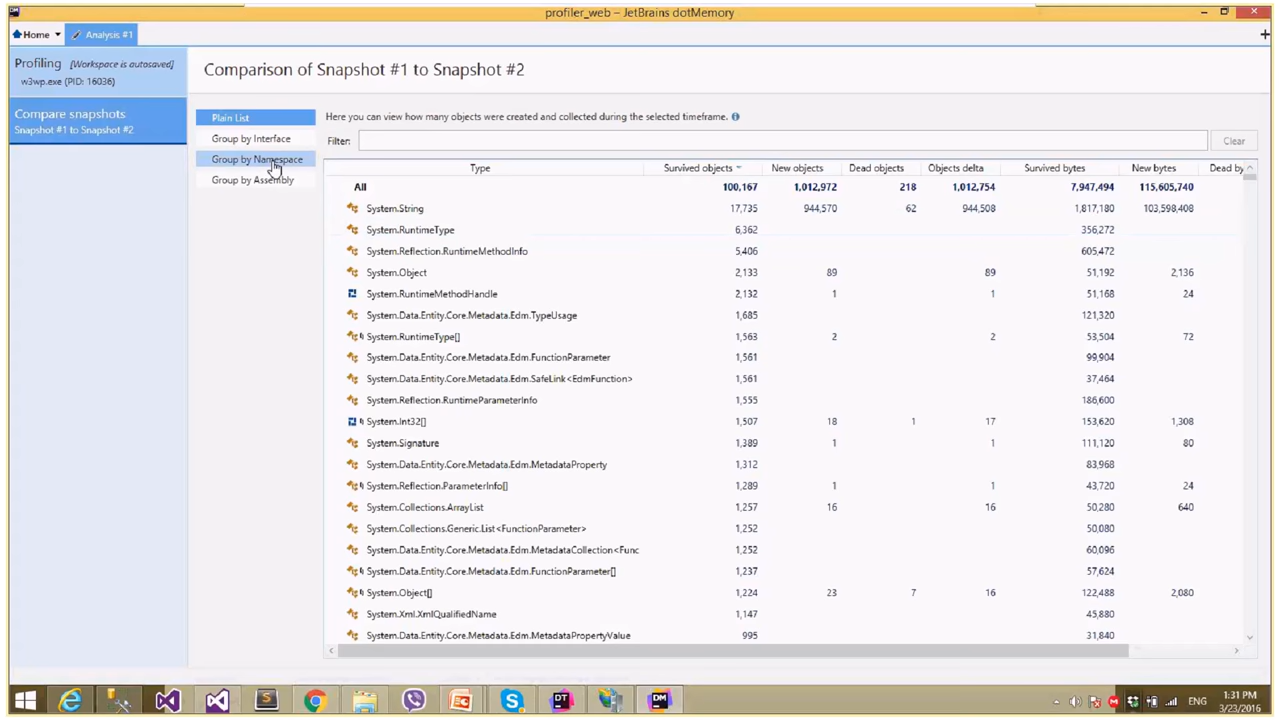 profiler_web – JetBrains dotMemory
Home
Analysis #1
Profiling [Workspace is autosaved]
w3wp.exe (PID: 16036)
Compare snapshots
Snapshot #1 to Snapshot #2
Comparison of Snapshot #1 to Snapshot #2
Plain List
Group by Interface
Group by Namespace
Group by Assembly
Here you can view how many objects were created and collected during the selected timeframe.
Filter:
Clear
Type Survived objects New objects Dead objects Objects delta Survived bytes New bytes Dead by
All 100,167 1,012,972 218 1,012,754 7,947,494 115,605,740
System.String 17,735 944,570 62 944,508 1,817,180 103,598,408
System.RuntimeType 6,362 356,272
System.Reflection.RuntimeMethodInfo 5,406 605,472
System.Object 2,133 89 89 51,192 2,136
System.RuntimeMethodHandle 2,132 1 1 51,168 24
System.Data.Entity.Core.Metadata.Edm.TypeUsage 1,685 121,320
System.RuntimeType[] 1,563 2 2 53,504 72
System.Data.Entity.Core.Metadata.Edm.FunctionParameter 1,561 99,904
System.Data.Entity.Core.Metadata.Edm.SafeLink<EdmFunction> 1,561 37,464
System.Reflection.RuntimeParameterInfo 1,555 186,600
System.Int32[] 1,507 18 1 17 153,620 1,308
System.Signature 1,389 1 1 111,120 80
System.Data.Entity.Core.Metadata.Edm.MetadataProperty 1,312 83,968
System.Reflection.ParameterInfo[] 1,289 1 1 43,720 24
System.Collections.ArrayList 1,257 16 16 50,280 640
System.Collections.Generic.List<FunctionParameter> 1,252 50,080
System.Data.Entity.Core.Metadata.Edm.MetadataCollection<Func 1,252 60,096
System.Data.Entity.Core.Metadata.Edm.FunctionParameter[] 1,237 57,624
System.Object[] 1,224 23 7 16 122,488 2,080
System.Xml.XmlQualifiedName 1,147 45,880
System.Data.Entity.Core.Metadata.Edm.MetadataPropertyValue 995 31,840
DT
DM
ENG
1:31 PM
3/23/2016